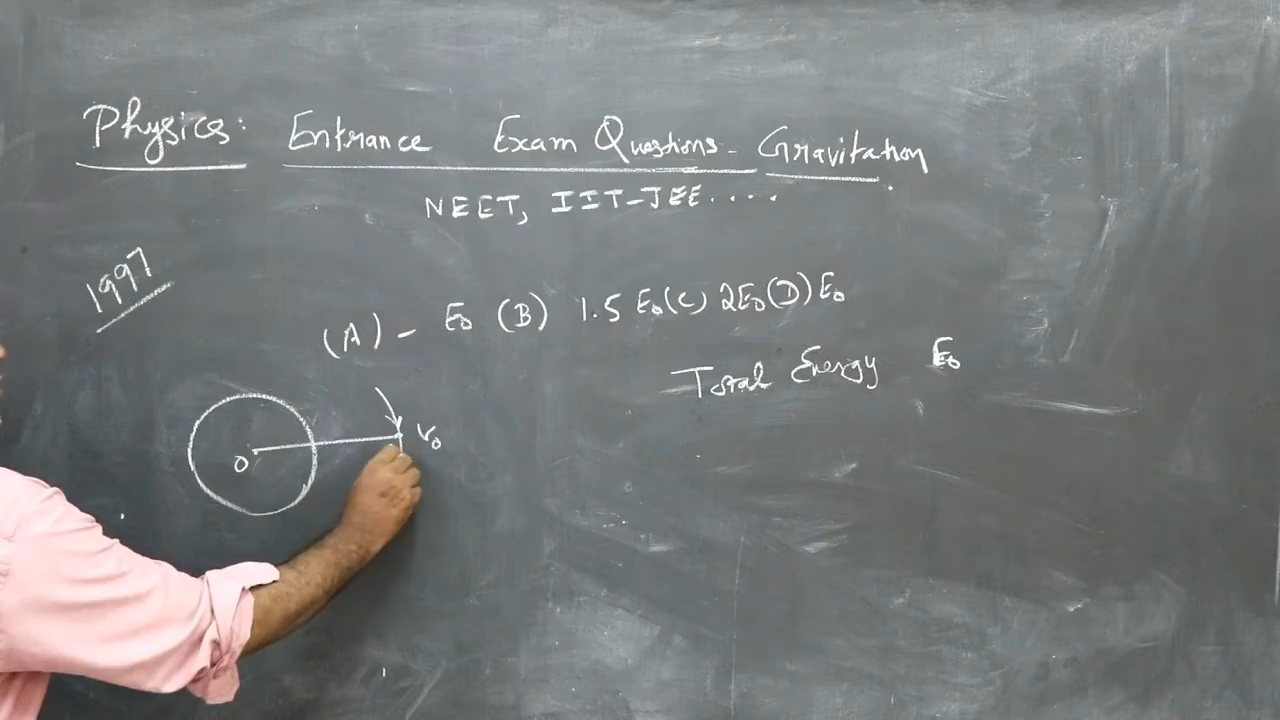 Physics: Entrance Exam Questions - Gravitation
NEET, IIT-JEE....
1997
(A) - E₀ (B) 1.5 E₀ (C) 2E₀ (D) E₀
Total Energy E₀
v₀
O